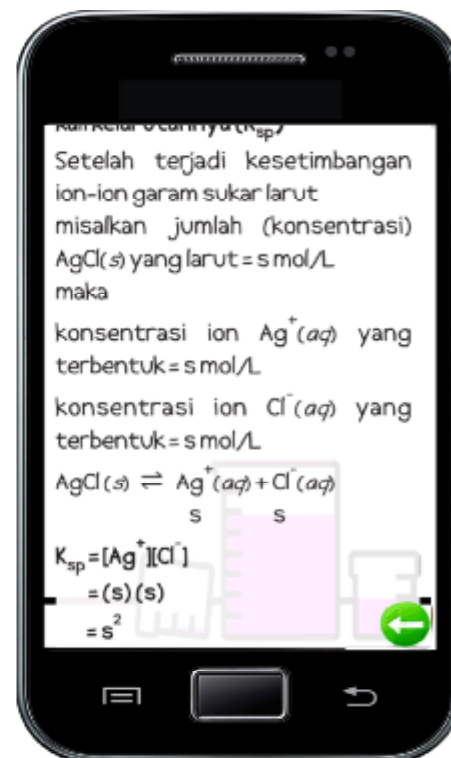 Setelah terjadi kesetimbangan
ion-ion garam sukar larut
misalkan jumlah (konsentrasi)
AgCl(s) yang larut = s mol/L
maka
konsentrasi ion Ag⁺(aq) yang
terbentuk = s mol/L
konsentrasi ion Cl⁻(aq) yang
terbentuk = s mol/L
AgCl(s) ⇌ Ag⁺(aq) + Cl⁻(aq)
s s
Kₛₚ = [Ag⁺][Cl⁻]
= (s) (s)
= s²